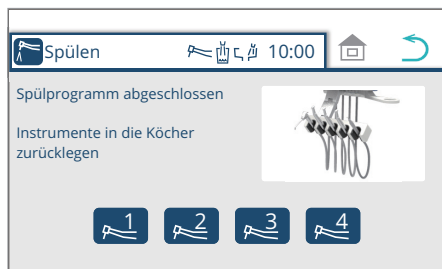 Spülen 10:00
Spülprogramm abgeschlossen
Instrumente in die Köcher
zurücklegen
1 2 3 4